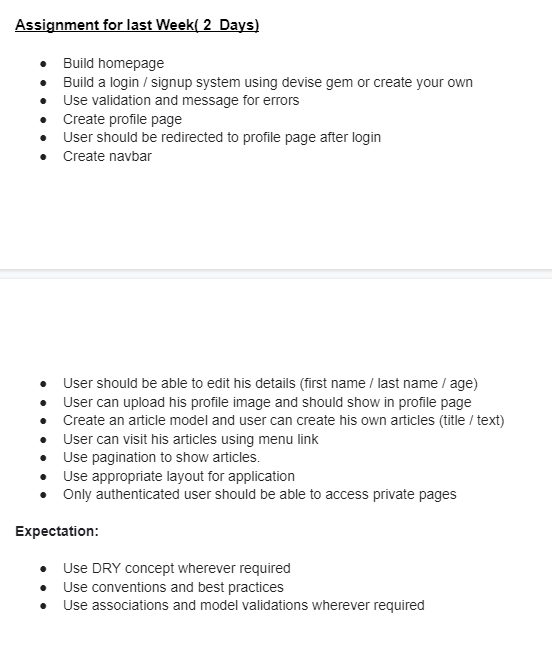 Assignment for last Week( 2  Days)
● Build homepage
● Build a login / signup system using devise gem or create your own
● Use validation and message for errors
● Create profile page
● User should be redirected to profile page after login
● Create navbar
● User should be able to edit his details (first name / last name / age)
● User can upload his profile image and should show in profile page
● Create an article model and user can create his own articles (title / text)
● User can visit his articles using menu link
● Use pagination to show articles.
● Use appropriate layout for application
● Only authenticated user should be able to access private pages
Expectation:
● Use DRY concept wherever required
● Use conventions and best practices
● Use associations and model validations wherever required